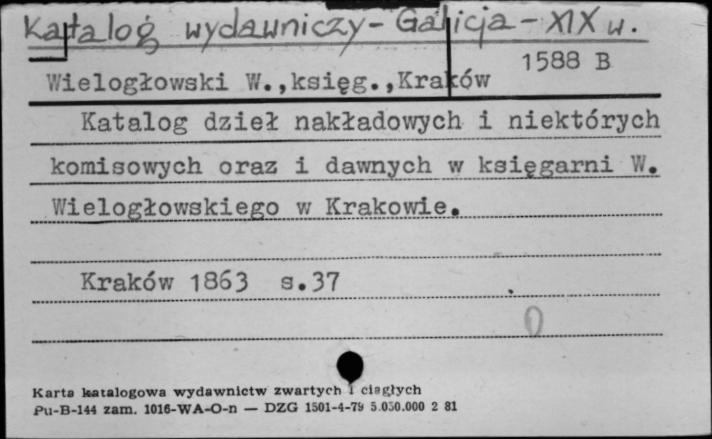 Katalog wydawniczy - Galicja - XIX w.
1588 B
Wielogłowski W.,księg.,Kraków
Katalog dzieł nakładowych i niektórych
komisowych oraz i dawnych w księgarni W.
Wielogłowskiego w Krakowie.
Kraków 1863 s.37
0
Karta katalogowa wydawnictw zwartych i ciągłych
Pu-B-144 zam. 1016-WA-O-n — DZG 1501-4-79 5.050.000 2 81